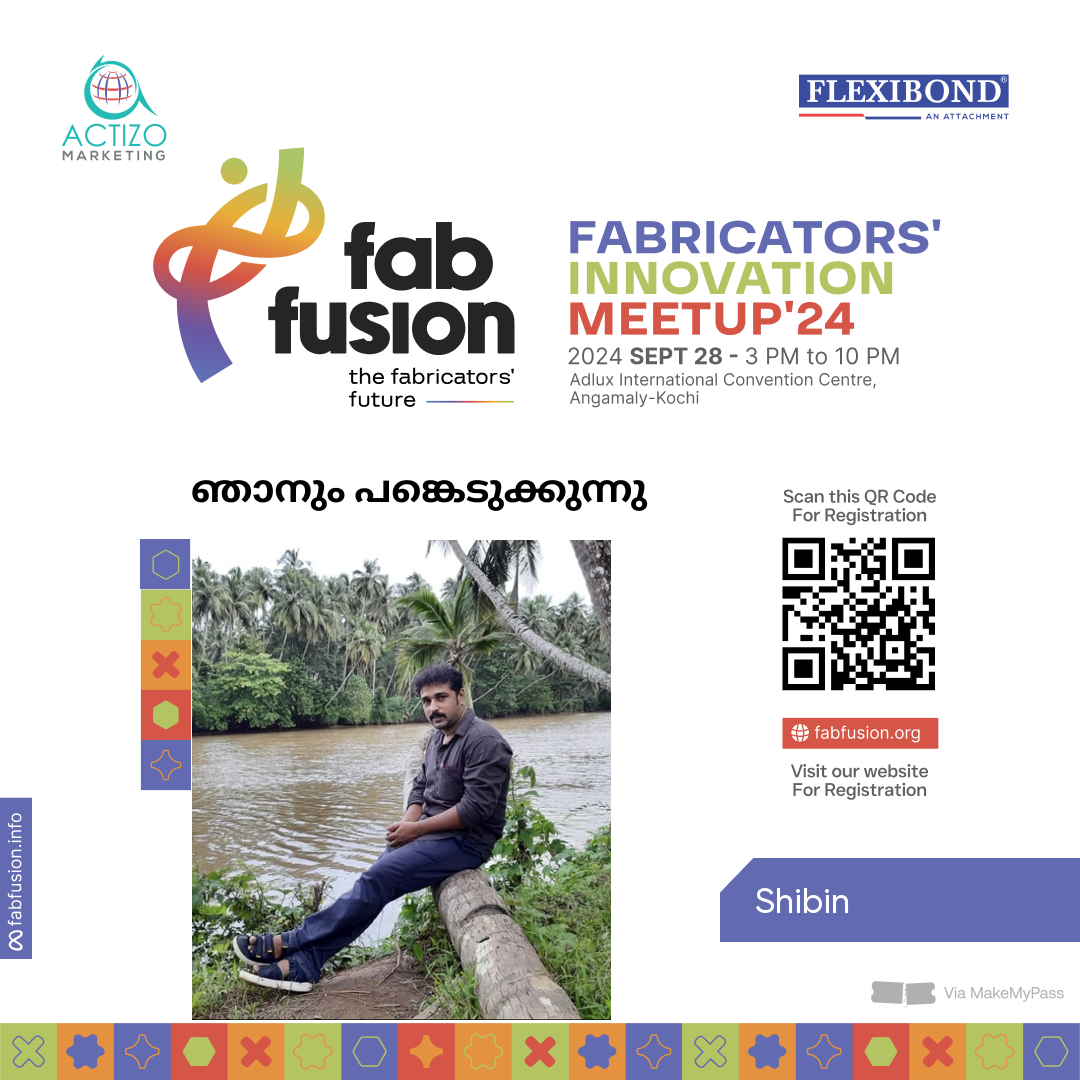 ACTIZO
MARKETING
FLEXIBOND®
AN ATTACHMENT
fab
fusion
the fabricators'
future
FABRICATORS'
INNOVATION
MEETUP'24
2024 SEPT 28 - 3 PM to 10 PM
Adlux International Convention Centre,
Angamaly-Kochi
ഞാനും പങ്കെടുക്കുന്നു
Scan this QR Code
For Registration
fabfusion.org
Visit our website
For Registration
fabfusion.info
Shibin
Via MakeMyPass